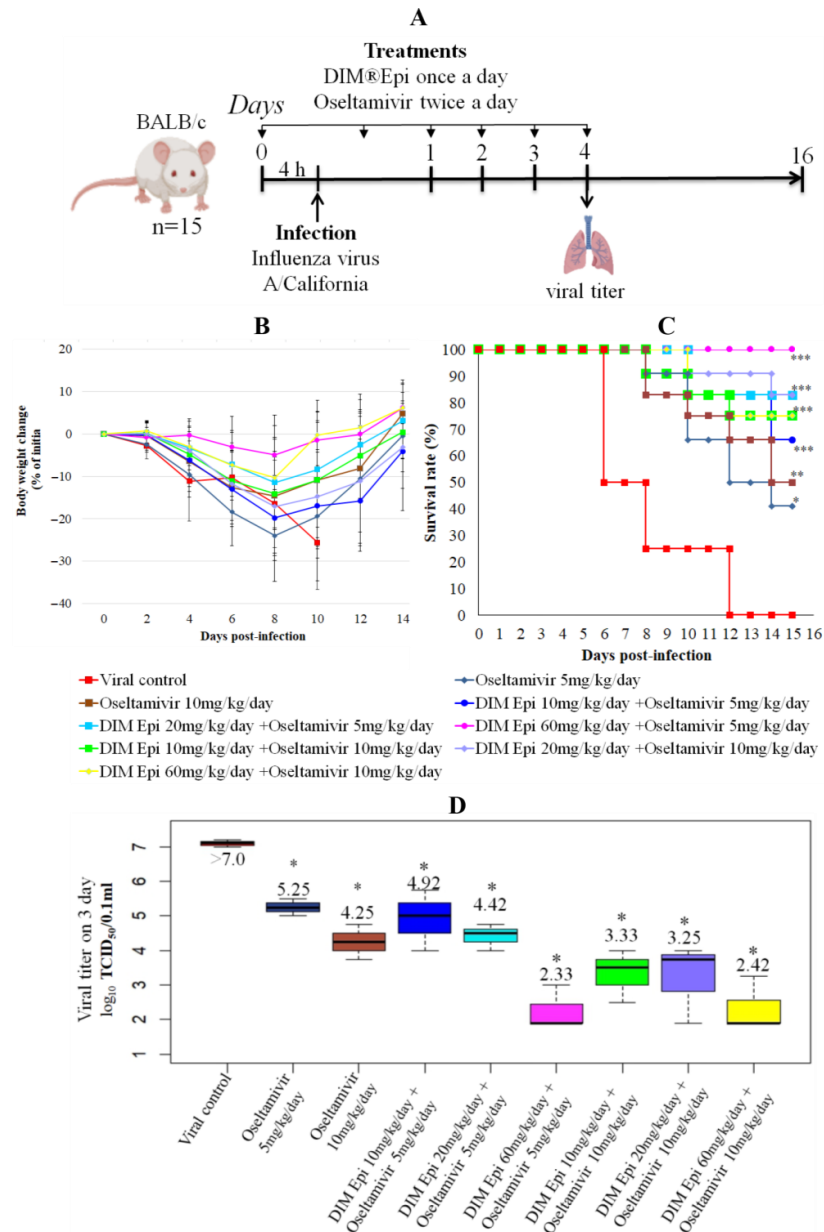 A
Treatments
DIM®Epi once a day
Oseltamivir twice a day
Days
BALB/c
n=15
0
4 h
1
2
3
4
16
Infection
Influenza virus
A/California
viral titer
B
Body weight change
(% of initia
20
10
0
−10
−20
−30
−40
0 2 4 6 8 10 12 14
Days post-infection
C
Survival rate (%)
100
90
80
70
60
50
40
30
20
10
0
***
***
***
***
**
*
0 1 2 3 4 5 6 7 8 9 10 11 12 13 14 15 16
Days post-infection
Viral control
Oseltamivir 5mg/kg/day
Oseltamivir 10mg/kg/day
DIM Epi 10mg/kg/day +Oseltamivir 5mg/kg/day
DIM Epi 20mg/kg/day +Oseltamivir 5mg/kg/day
DIM Epi 60mg/kg/day +Oseltamivir 5mg/kg/day
DIM Epi 10mg/kg/day +Oseltamivir 10mg/kg/day
DIM Epi 20mg/kg/day +Oseltamivir 10mg/kg/day
DIM Epi 60mg/kg/day +Oseltamivir 10mg/kg/day
D
Viral titer on 3 day
log₁₀ TCID₅₀/0.1ml
7
6
5
4
3
2
1
>7.0
*
5.25
*
4.25
*
4.92
*
4.42
*
2.33
*
3.33
*
3.25
*
2.42
Viral control
Oseltamivir
5mg/kg/day
Oseltamivir
10mg/kg/day
DIM Epi 10mg/kg/day +
Oseltamivir 5mg/kg/day
DIM Epi 20mg/kg/day +
Oseltamivir 5mg/kg/day
DIM Epi 60mg/kg/day +
Oseltamivir 5mg/kg/day
DIM Epi 10mg/kg/day +
Oseltamivir 10mg/kg/day
DIM Epi 20mg/kg/day +
Oseltamivir 10mg/kg/day
DIM Epi 60mg/kg/day +
Oseltamivir 10mg/kg/day